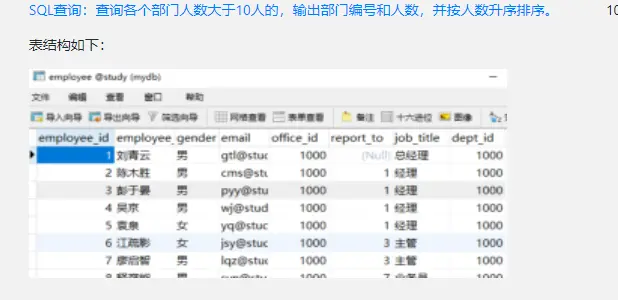 SQL查询：查询各个部门人数大于10人的，输出部门编号和人数，并按人数升序排序。 10
表结构如下：
employee @study (mydb)
文件 编辑 查看 窗口 帮助
导入向导 导出向导 筛选向导 网格查看 表单查看 备注 十六进位 图像
employee_id employee_gender email office_id report_to job_title dept_id
1 刘青云 男 gtl@stuc 1000 (Null) 总经理 1000
2 陈木胜 男 cms@stu 1000 1 经理 1000
3 彭于晏 男 pyy@stu 1000 1 经理 1000
4 吴京 男 wj@stud 1000 1 经理 1000
5 袁泉 女 yq@stuc 1000 1 经理 1000
6 江疏影 女 jsy@stuc 1000 3 主管 1000
7 廖启智 男 lqz@stuc 1000 3 主管 1000
8